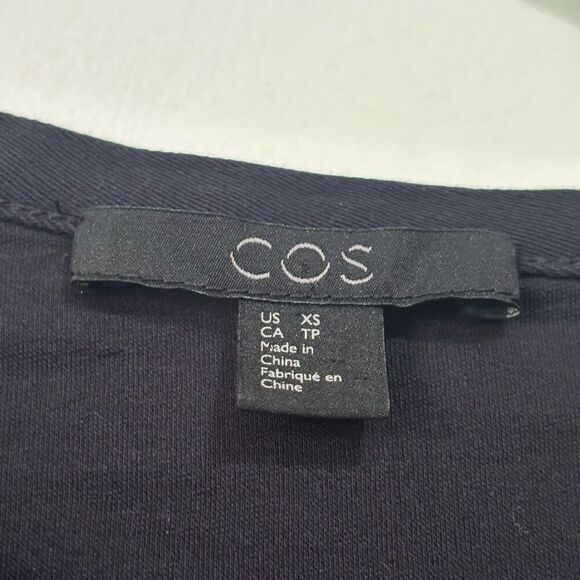 COS
US XS
CA TP
Made in
China
Fabriqué en
Chine